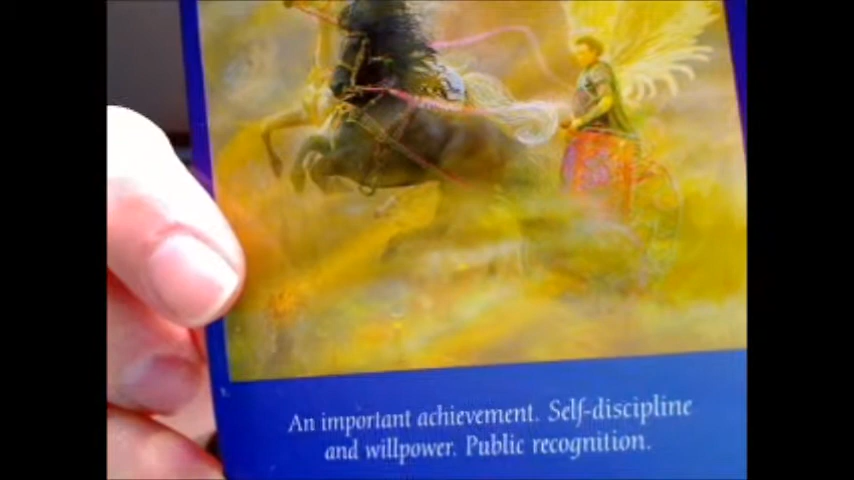 An important achievement. Self-discipline
and willpower. Public recognition.